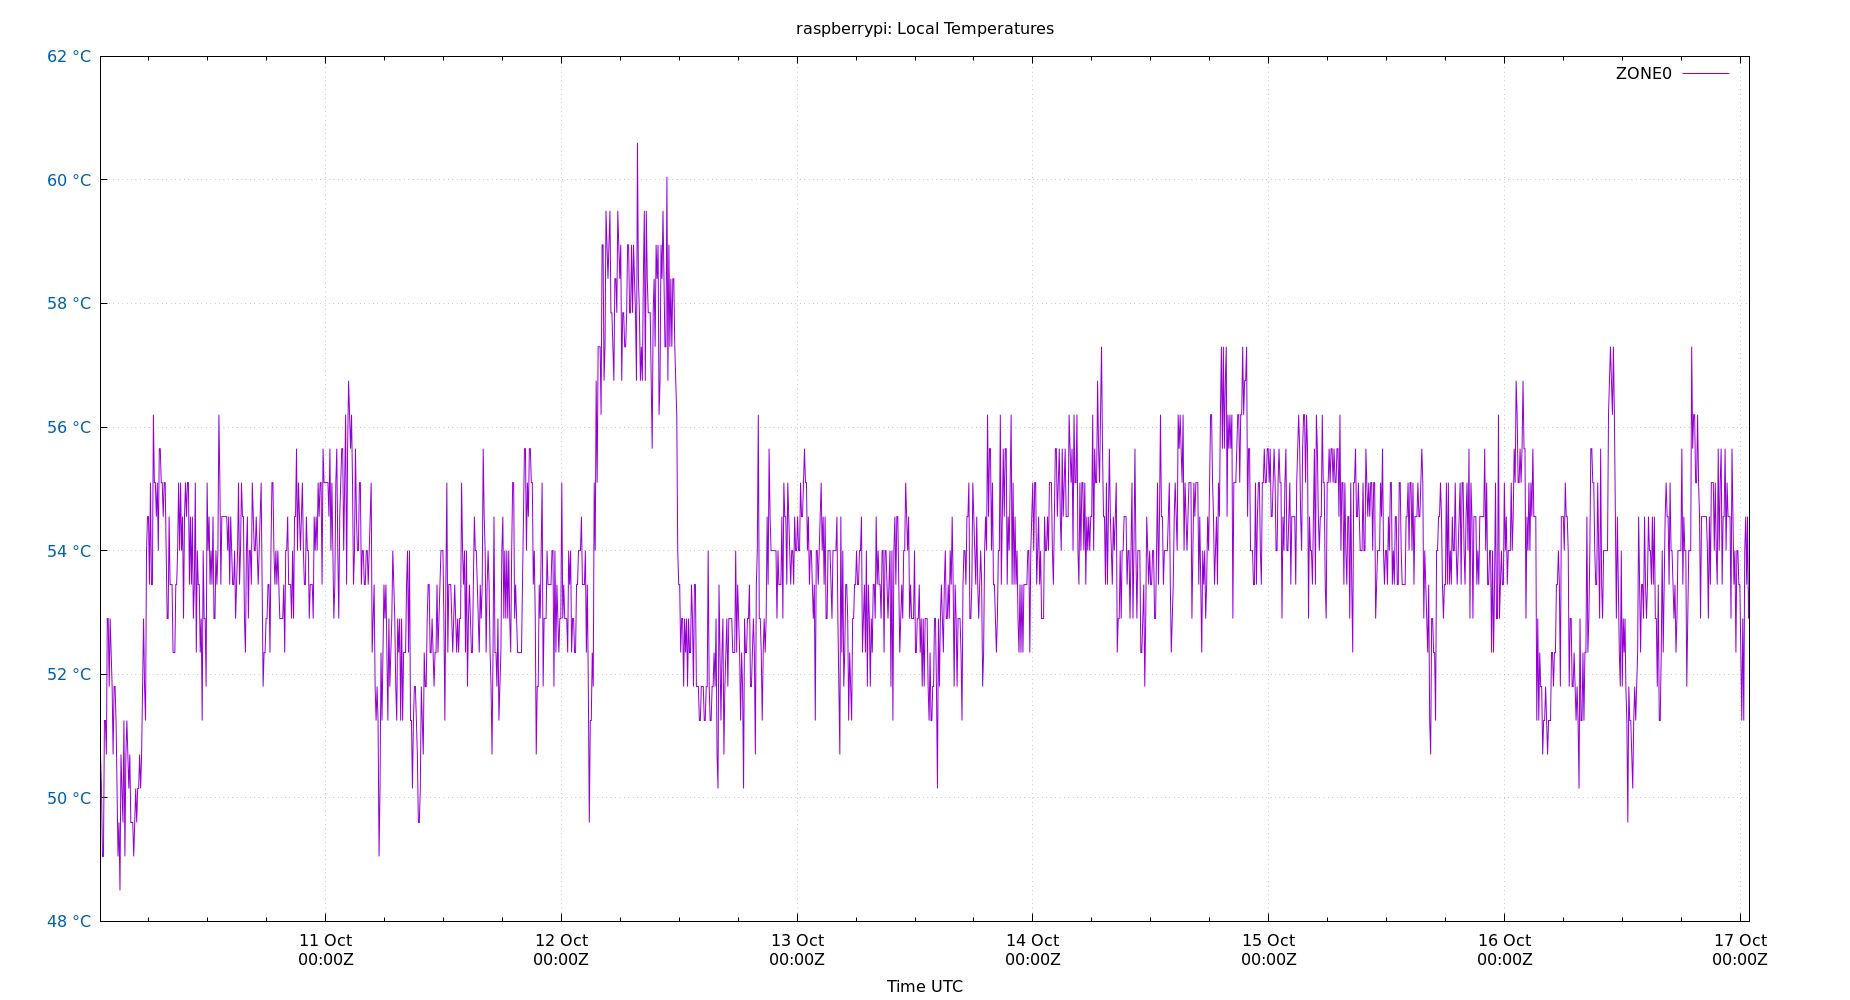 raspberrypi: Local Temperatures
62 °C
ZONE0
60 °C
58 °C
56 °C
54 °C
52 °C
50 °C
48 °C
11 Oct 12 Oct 13 Oct 14 Oct 15 Oct 16 Oct 17 Oct
00:00Z 00:00Z 00:00Z 00:00Z 00:00Z 00:00Z 00:00Z
Time UTC